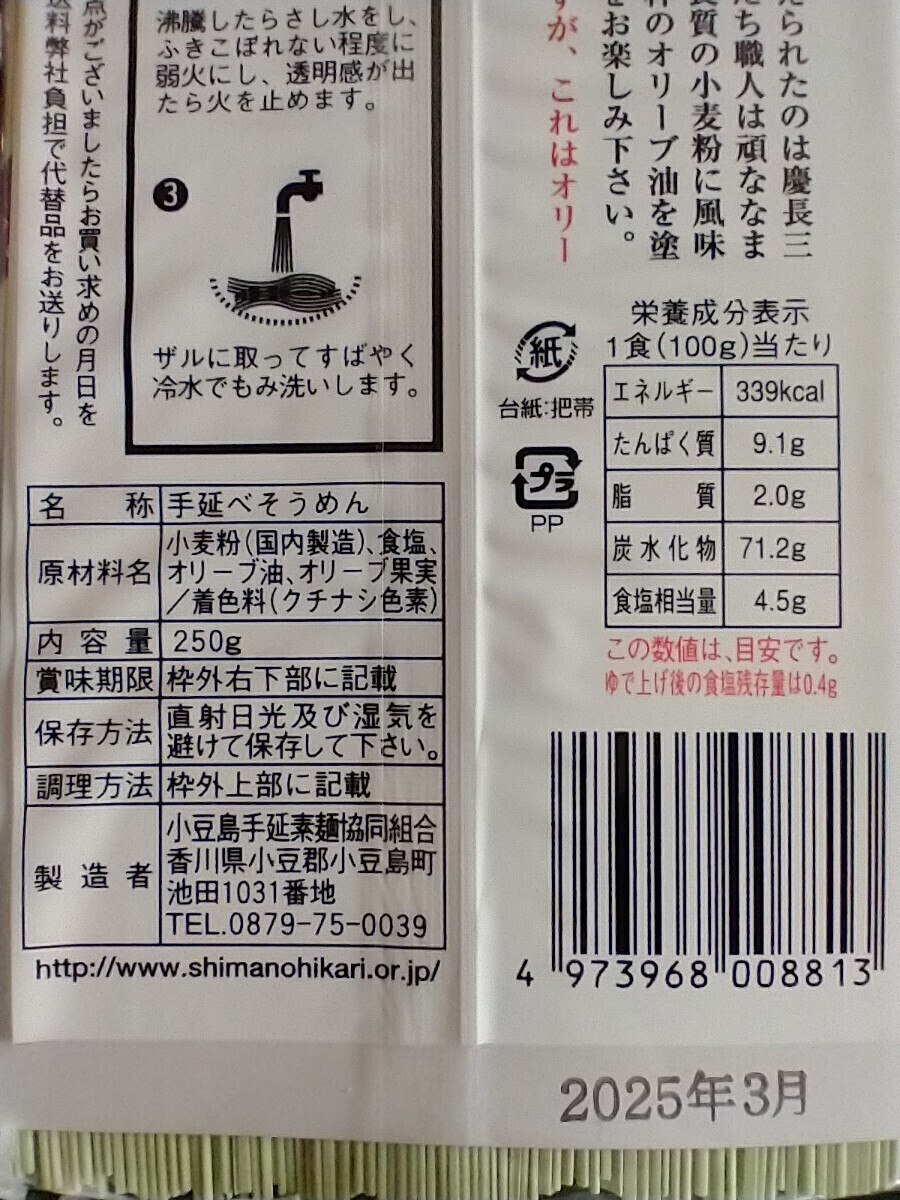 られたのは慶長三
ち職人は頑ななま
良質の小麦粉に風味
のオリーブ油を塗
をお楽しみ下さい。
すが、これはオリー
沸騰したらさし水をし、
ふきこぼれない程度に
弱火にし、透明感が出
たら火を止めます。
3
ザルに取ってすばやく
冷水でもみ洗いします。
点がございましたらお買い求めの月日を
送料弊社負担で代替品をお送りします。
名称 手延べそうめん
原材料名 小麦粉(国内製造)、食塩、
オリーブ油、オリーブ果実
/着色料(クチナシ色素)
内容量 250g
賞味期限 枠外右下部に記載
保存方法 直射日光及び湿気を
避けて保存して下さい。
調理方法 枠外上部に記載
製造者 小豆島手延素麺協同組合
香川県小豆郡小豆島町
池田1031番地
TEL.0879-75-0039
http://www.shimanohikari.or.jp/
紙
台紙:把帯
プラ
PP
栄養成分表示
1食(100g)当たり
エネルギー 339kcal
たんぱく質 9.1g
脂質 2.0g
炭水化物 71.2g
食塩相当量 4.5g
この数値は、目安です。
ゆで上げ後の食塩残存量は0.4g
4 973968 008813
2025年3月